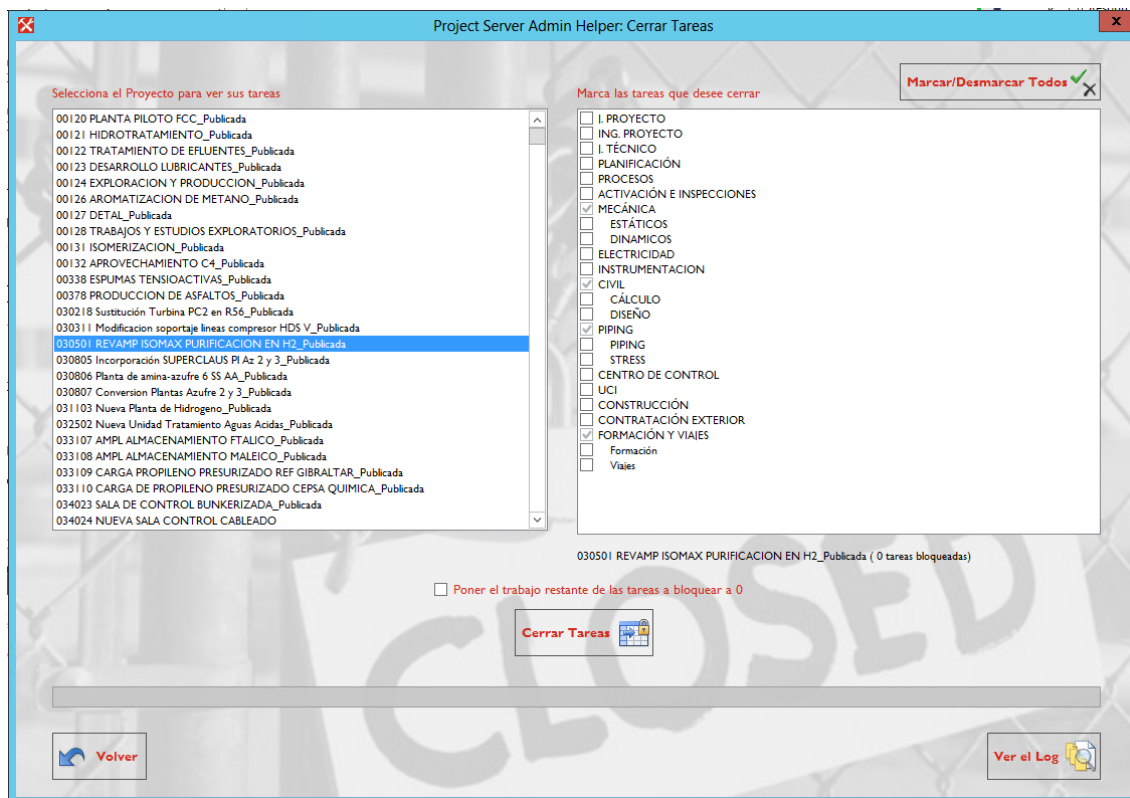 Project Server Admin Helper: Cerrar Tareas
x
Marcar/Desmarcar Todos
Selecciona el Proyecto para ver sus tareas
Marca las tareas que desee cerrar
00120 PLANTA PILOTO FCC_Publicada
00121 HIDROTRATAMIENTO_Publicada
00122 TRATAMIENTO DE EFLUENTES_Publicada
00123 DESARROLLO LUBRICANTES_Publicada
00124 EXPLORACION Y PRODUCCION_Publicada
00126 AROMATIZACION DE METANO_Publicada
00127 DETAL_Publicada
00128 TRABAJOS Y ESTUDIOS EXPLORATORIOS_Publicada
00131 ISOMERIZACION_Publicada
00132 APROVECHAMIENTO C4_Publicada
00338 ESPUMAS TENSIOACTIVAS_Publicada
00378 PRODUCCION DE ASFALTOS_Publicada
030218 Sustitución Turbina PC2 en R56_Publicada
030311 Modificacion soportaje lineas compresor HDS V_Publicada
030501 REVAMP ISOMAX PURIFICACION EN H2_Publicada
030805 Incorporación SUPERCLAUS Pl Az 2 y 3_Publicada
030806 Planta de amina-azufre 6 SS AA_Publicada
030807 Conversion Plantas Azufre 2 y 3_Publicada
031103 Nueva Planta de Hidrogeno_Publicada
032502 Nueva Unidad Tratamiento Aguas Acidas_Publicada
033107 AMPL ALMACENAMIENTO FTALICO_Publicada
033108 AMPL ALMACENAMIENTO MALEICO_Publicada
033109 CARGA PROPILENO PRESURIZADO REF GIBRALTAR_Publicada
033110 CARGA DE PROPILENO PRESURIZADO CEPSA QUIMICA_Publicada
034023 SALA DE CONTROL BUNKERIZADA_Publicada
034024 NUEVA SALA CONTROL CABLEADO
J. PROYECTO
ING. PROYECTO
J. TÉCNICO
PLANIFICACIÓN
PROCESOS
ACTIVACIÓN E INSPECCIONES
MECÁNICA
ESTÁTICOS
DINAMICOS
ELECTRICIDAD
INSTRUMENTACION
CIVIL
CÁLCULO
DISEÑO
PIPING
PIPING
STRESS
CENTRO DE CONTROL
UCI
CONSTRUCCIÓN
CONTRATACIÓN EXTERIOR
FORMACIÓN Y VIAJES
Formación
Viajes
030501 REVAMP ISOMAX PURIFICACION EN H2_Publicada ( 0 tareas bloqueadas)
Poner el trabajo restante de las tareas a bloquear a 0
Cerrar Tareas
CLOSED
Volver
Ver el Log